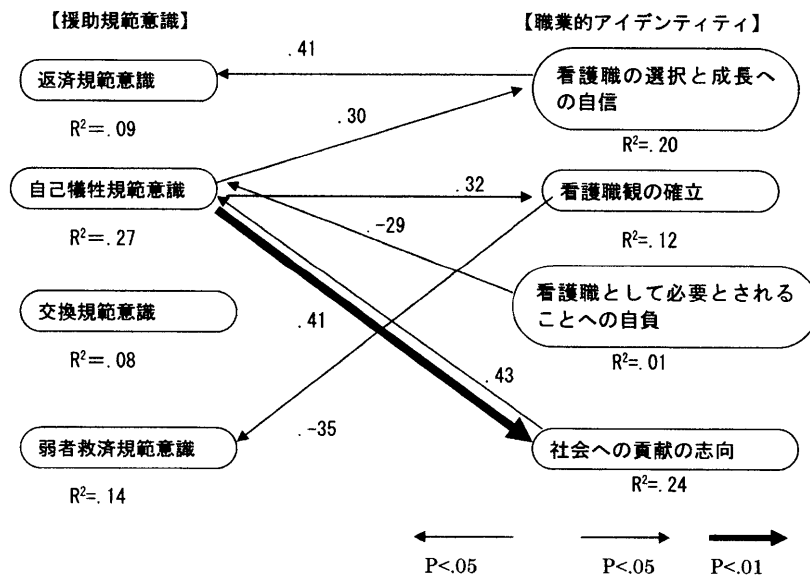 【援助規範意識】
【職業的アイデンティティ】
.41
返済規範意識
R²=.09
看護職の選択と成長へ
の自信
R²=.20
.30
自己犠牲規範意識
R²=.27
.32
看護職観の確立
R²=.12
.-29
看護職として必要とされる
ことへの自負
R²=.01
交換規範意識
R²=.08
.41
.43
弱者救済規範意識
R²=.14
.-35
社会への貢献の志向
R²=.24
P<.05
P<.05
P<.01